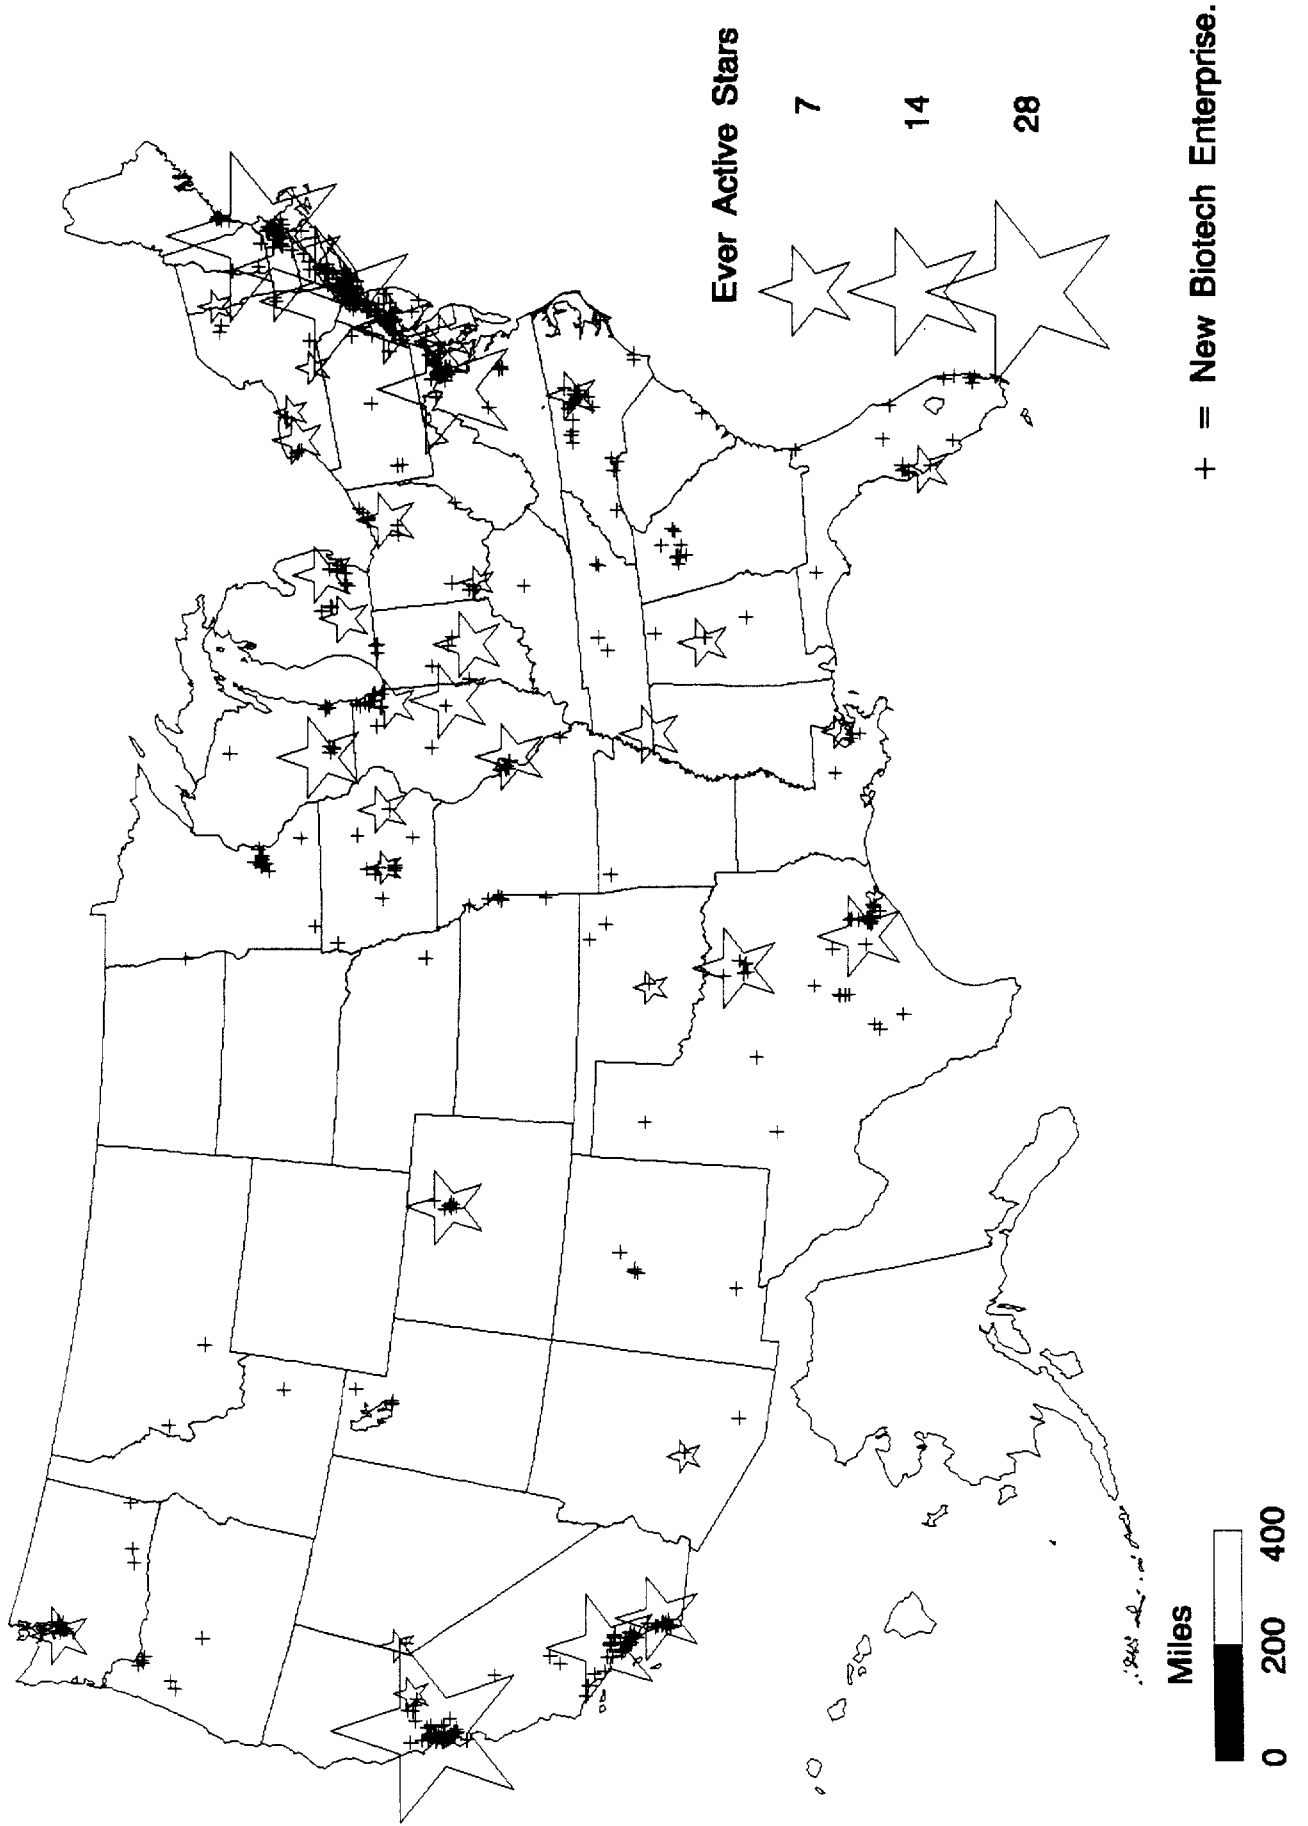 Ever Active Stars
7
14
28
+ = New Biotech Enterprise.
Miles
0 200 400